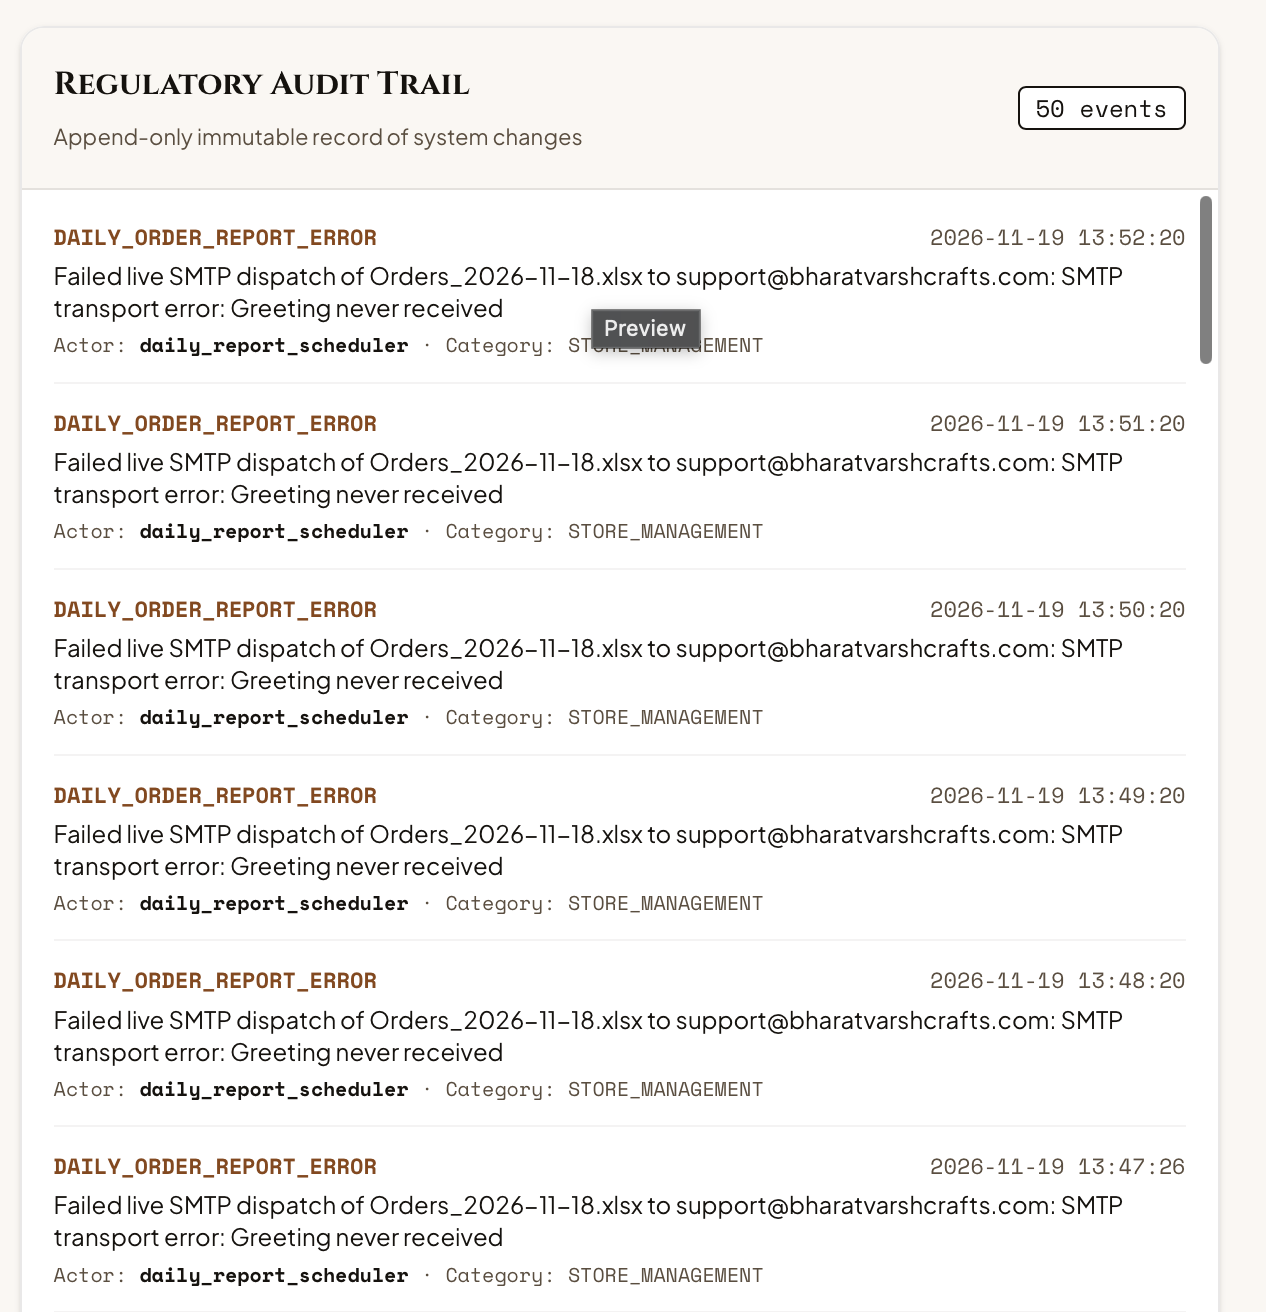 Regulatory Audit Trail
Append-only immutable record of system changes
50 events
DAILY_ORDER_REPORT_ERROR 2026-11-19 13:52:20
Failed live SMTP dispatch of Orders_2026-11-18.xlsx to support@bharatvarshcrafts.com: SMTP
transport error: Greeting never received
Preview
Actor: daily_report_scheduler · Category: STORE_MANAGEMENT
DAILY_ORDER_REPORT_ERROR 2026-11-19 13:51:20
Failed live SMTP dispatch of Orders_2026-11-18.xlsx to support@bharatvarshcrafts.com: SMTP
transport error: Greeting never received
Actor: daily_report_scheduler · Category: STORE_MANAGEMENT
DAILY_ORDER_REPORT_ERROR 2026-11-19 13:50:20
Failed live SMTP dispatch of Orders_2026-11-18.xlsx to support@bharatvarshcrafts.com: SMTP
transport error: Greeting never received
Actor: daily_report_scheduler · Category: STORE_MANAGEMENT
DAILY_ORDER_REPORT_ERROR 2026-11-19 13:49:20
Failed live SMTP dispatch of Orders_2026-11-18.xlsx to support@bharatvarshcrafts.com: SMTP
transport error: Greeting never received
Actor: daily_report_scheduler · Category: STORE_MANAGEMENT
DAILY_ORDER_REPORT_ERROR 2026-11-19 13:48:20
Failed live SMTP dispatch of Orders_2026-11-18.xlsx to support@bharatvarshcrafts.com: SMTP
transport error: Greeting never received
Actor: daily_report_scheduler · Category: STORE_MANAGEMENT
DAILY_ORDER_REPORT_ERROR 2026-11-19 13:47:26
Failed live SMTP dispatch of Orders_2026-11-18.xlsx to support@bharatvarshcrafts.com: SMTP
transport error: Greeting never received
Actor: daily_report_scheduler · Category: STORE_MANAGEMENT